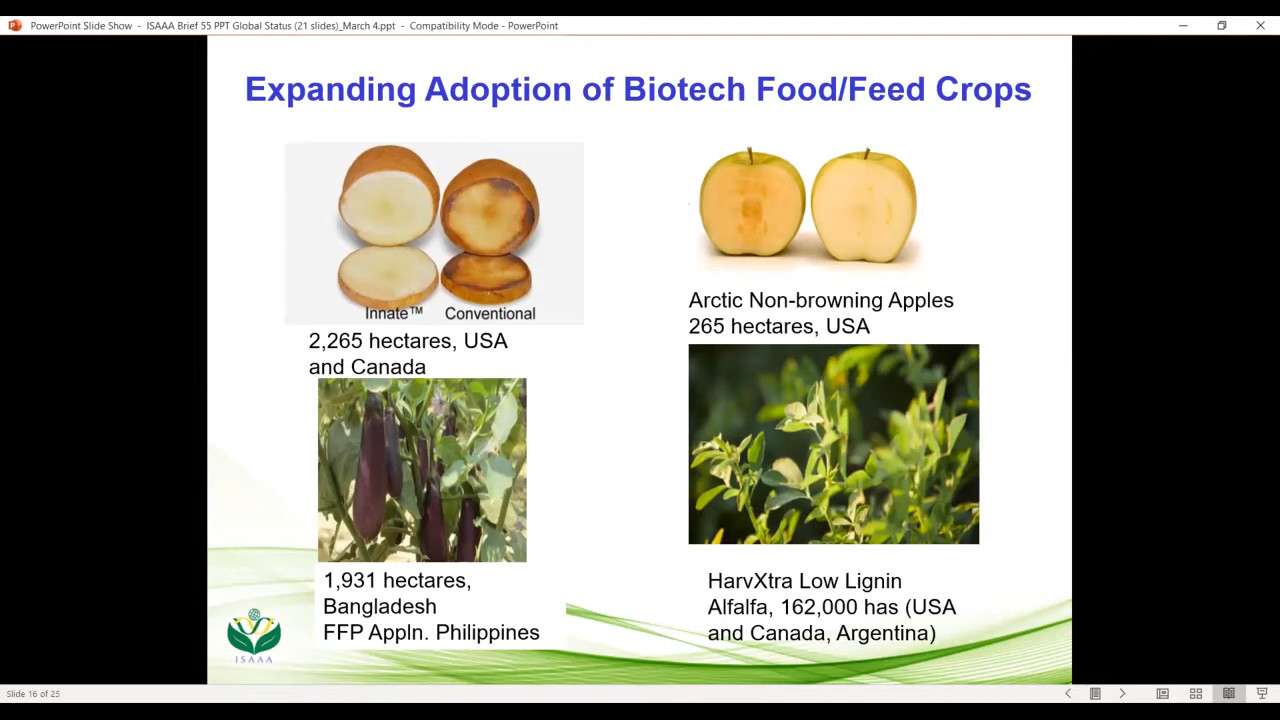 PowerPoint Slide Show - ISAAA Brief 55 PPT Global Status (21 slides)_March 4.ppt - Compatibility Mode - PowerPoint
Expanding Adoption of Biotech Food/Feed Crops
Innate™ Conventional
2,265 hectares, USA
and Canada
Arctic Non-browning Apples
265 hectares, USA
1,931 hectares,
Bangladesh
FFP Appln. Philippines
HarvXtra Low Lignin
Alfalfa, 162,000 has (USA
and Canada, Argentina)
ISAAA
Slide 16 of 25